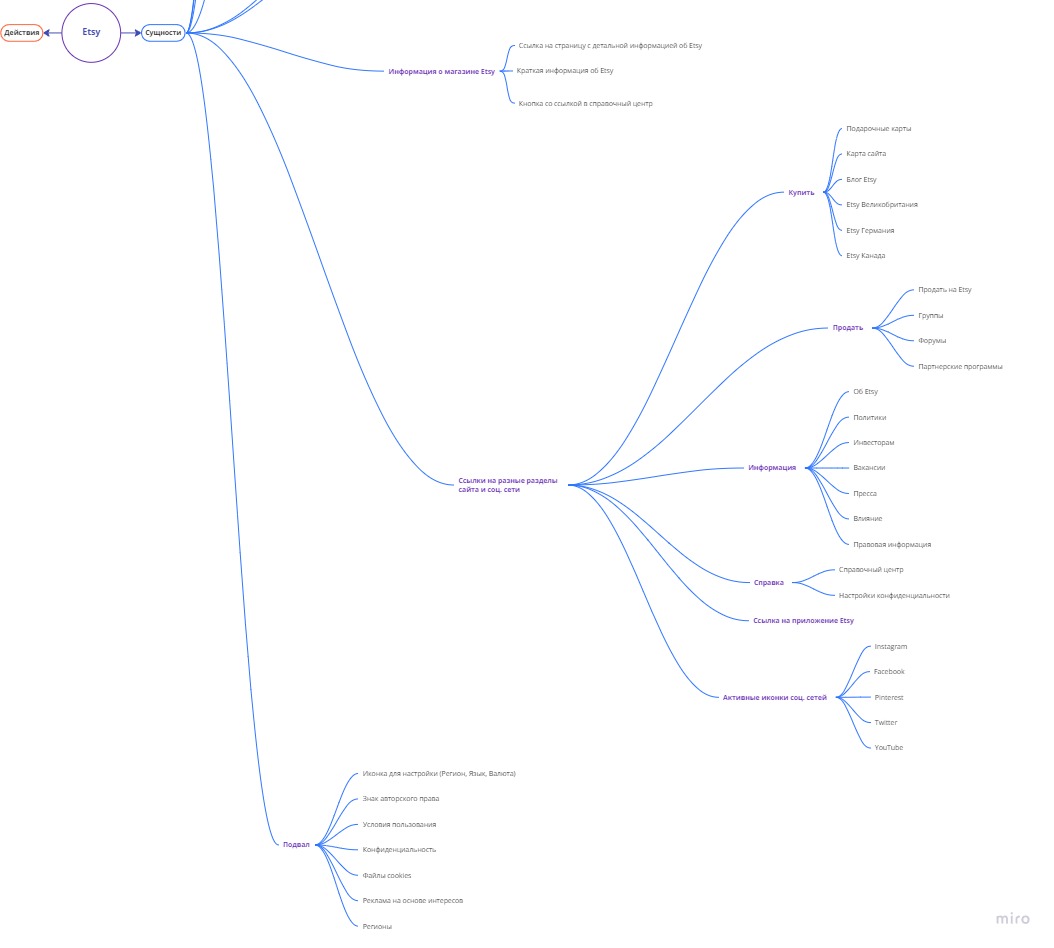 Действия
Etsy
Сущности
Информация о магазине Etsy
Ссылка на страницу с детальной информацией об Etsy
Краткая информация об Etsy
Кнопка со ссылкой в справочный центр
Ссылки на разные разделы
сайта и соц. сети
Купить
Подарочные карты
Карта сайта
Блог Etsy
Etsy Великобритания
Etsy Германия
Etsy Канада
Продать
Продать на Etsy
Группы
Форумы
Партнерские программы
Информация
Об Etsy
Политики
Инвесторам
Вакансии
Пресса
Влияние
Правовая информация
Справка
Справочный центр
Настройки конфиденциальности
Ссылка на приложение Etsy
Активные иконки соц. сетей
Instagram
Facebook
Pinterest
Twitter
YouTube
Подвал
Иконка для настройки (Регион, Язык, Валюта)
Знак авторского права
Условия пользования
Конфиденциальность
Файлы cookies
Реклама на основе интересов
Регионы
miro